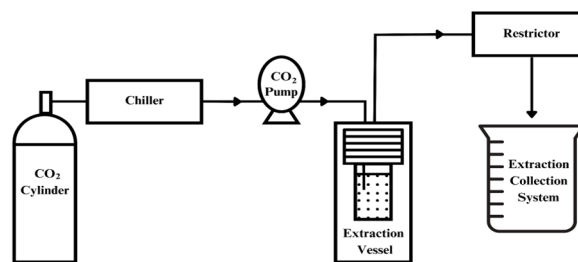 CO₂
Cylinder
Chiller
CO₂
Pump
Extraction
Vessel
Restrictor
Extraction
Collection
System